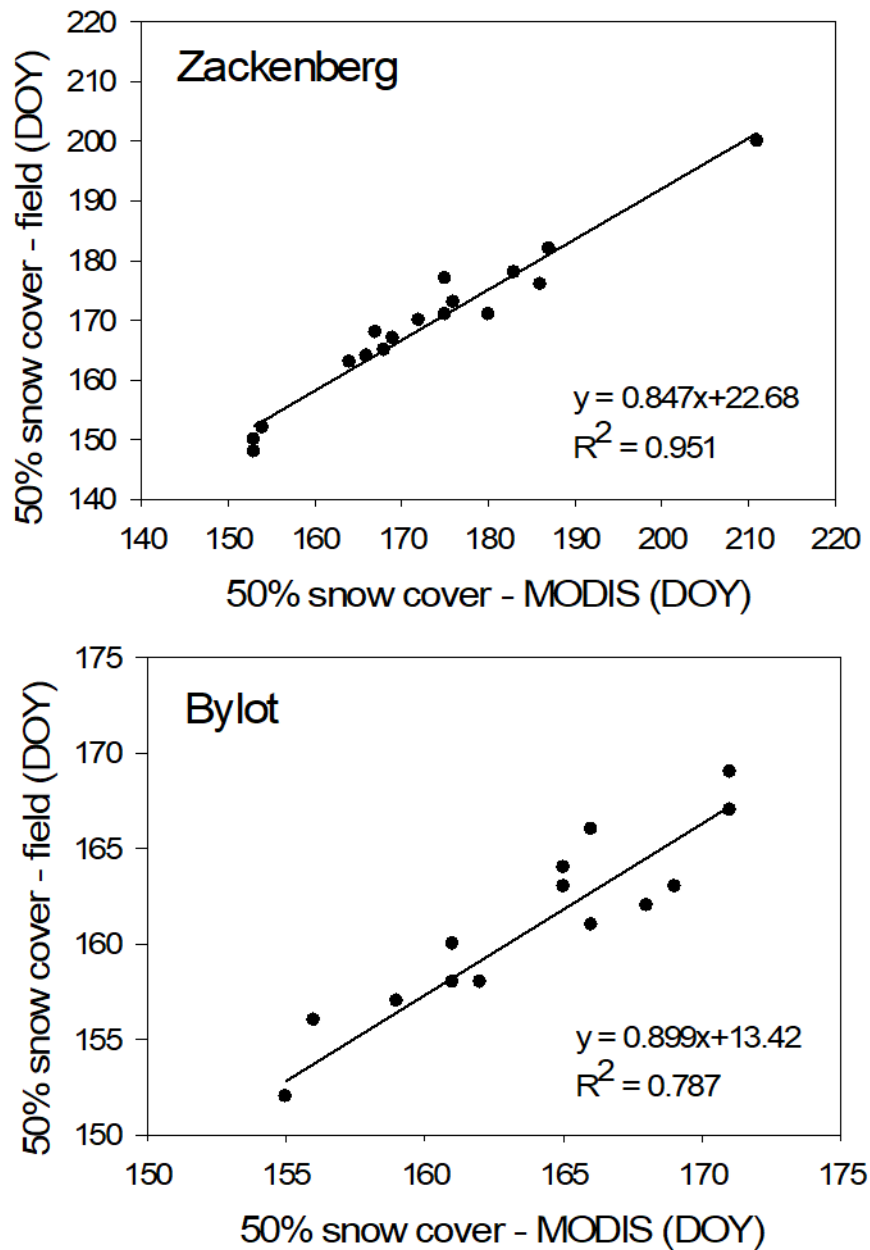 Zackenberg
50% snow cover - field (DOY)
220
210
200
190
180
170
160
150
140
140 150 160 170 180 190 200 210 220
y = 0.847x+22.68
R² = 0.951
50% snow cover - MODIS (DOY)
Bylot
50% snow cover - field (DOY)
175
170
165
160
155
150
150 155 160 165 170 175
y = 0.899x+13.42
R² = 0.787
50% snow cover - MODIS (DOY)